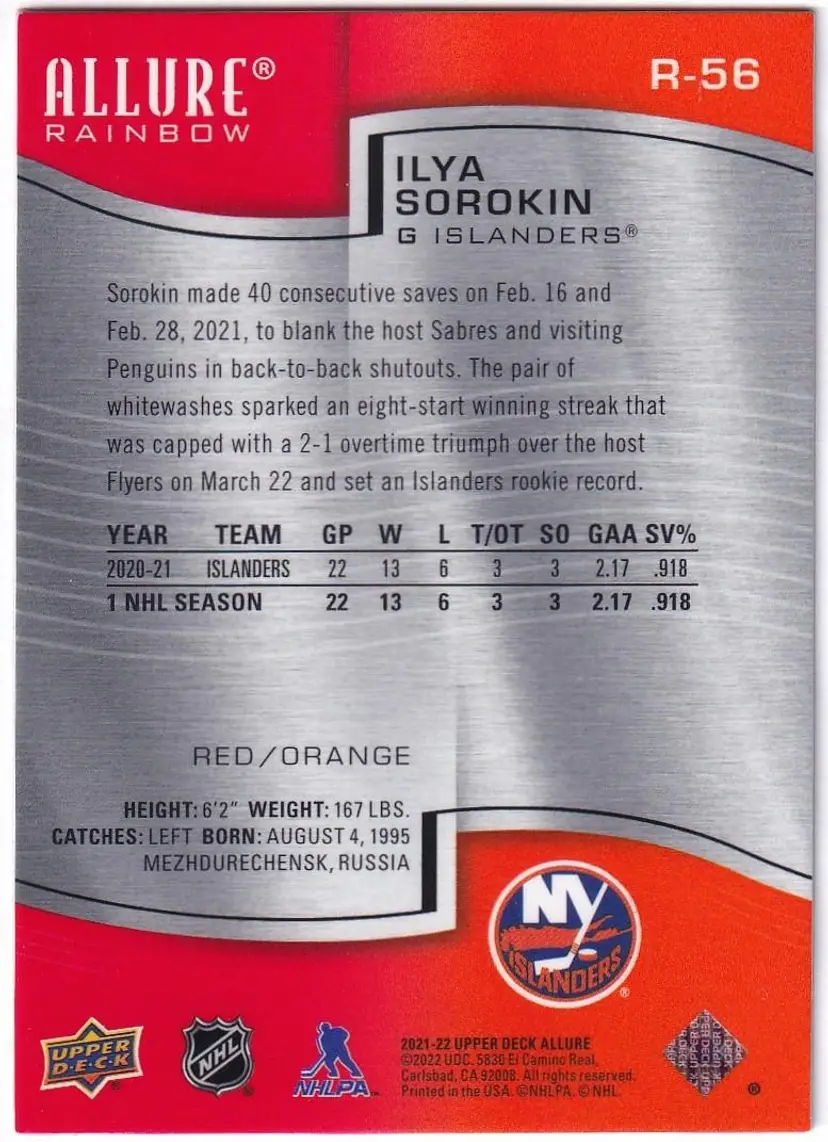 ALLURE®
RAINBOW
R-56
ILYA
SOROKIN
G ISLANDERS®
Sorokin made 40 consecutive saves on Feb. 16 and
Feb. 28, 2021, to blank the host Sabres and visiting
Penguins in back-to-back shutouts. The pair of
whitewashes sparked an eight-start winning streak that
was capped with a 2-1 overtime triumph over the host
Flyers on March 22 and set an Islanders rookie record.
YEAR TEAM GP W L T/OT SO GAA SV%
2020-21 ISLANDERS 22 13 6 3 3 2.17 .918
1 NHL SEASON 22 13 6 3 3 2.17 .918
RED/ORANGE
HEIGHT: 6'2" WEIGHT: 167 LBS.
CATCHES: LEFT BORN: AUGUST 4, 1995
MEZHDURECHENSK, RUSSIA
NY
ISLANDERS®
UPPER
DECK®
NHL®
NHLPA™
2021-22 UPPER DECK ALLURE
©2022 UDC. 5830 El Camino Real,
Carlsbad, CA 92008. All rights reserved.
Printed in the USA. ©NHLPA. © NHL.
UPPER DECK
®